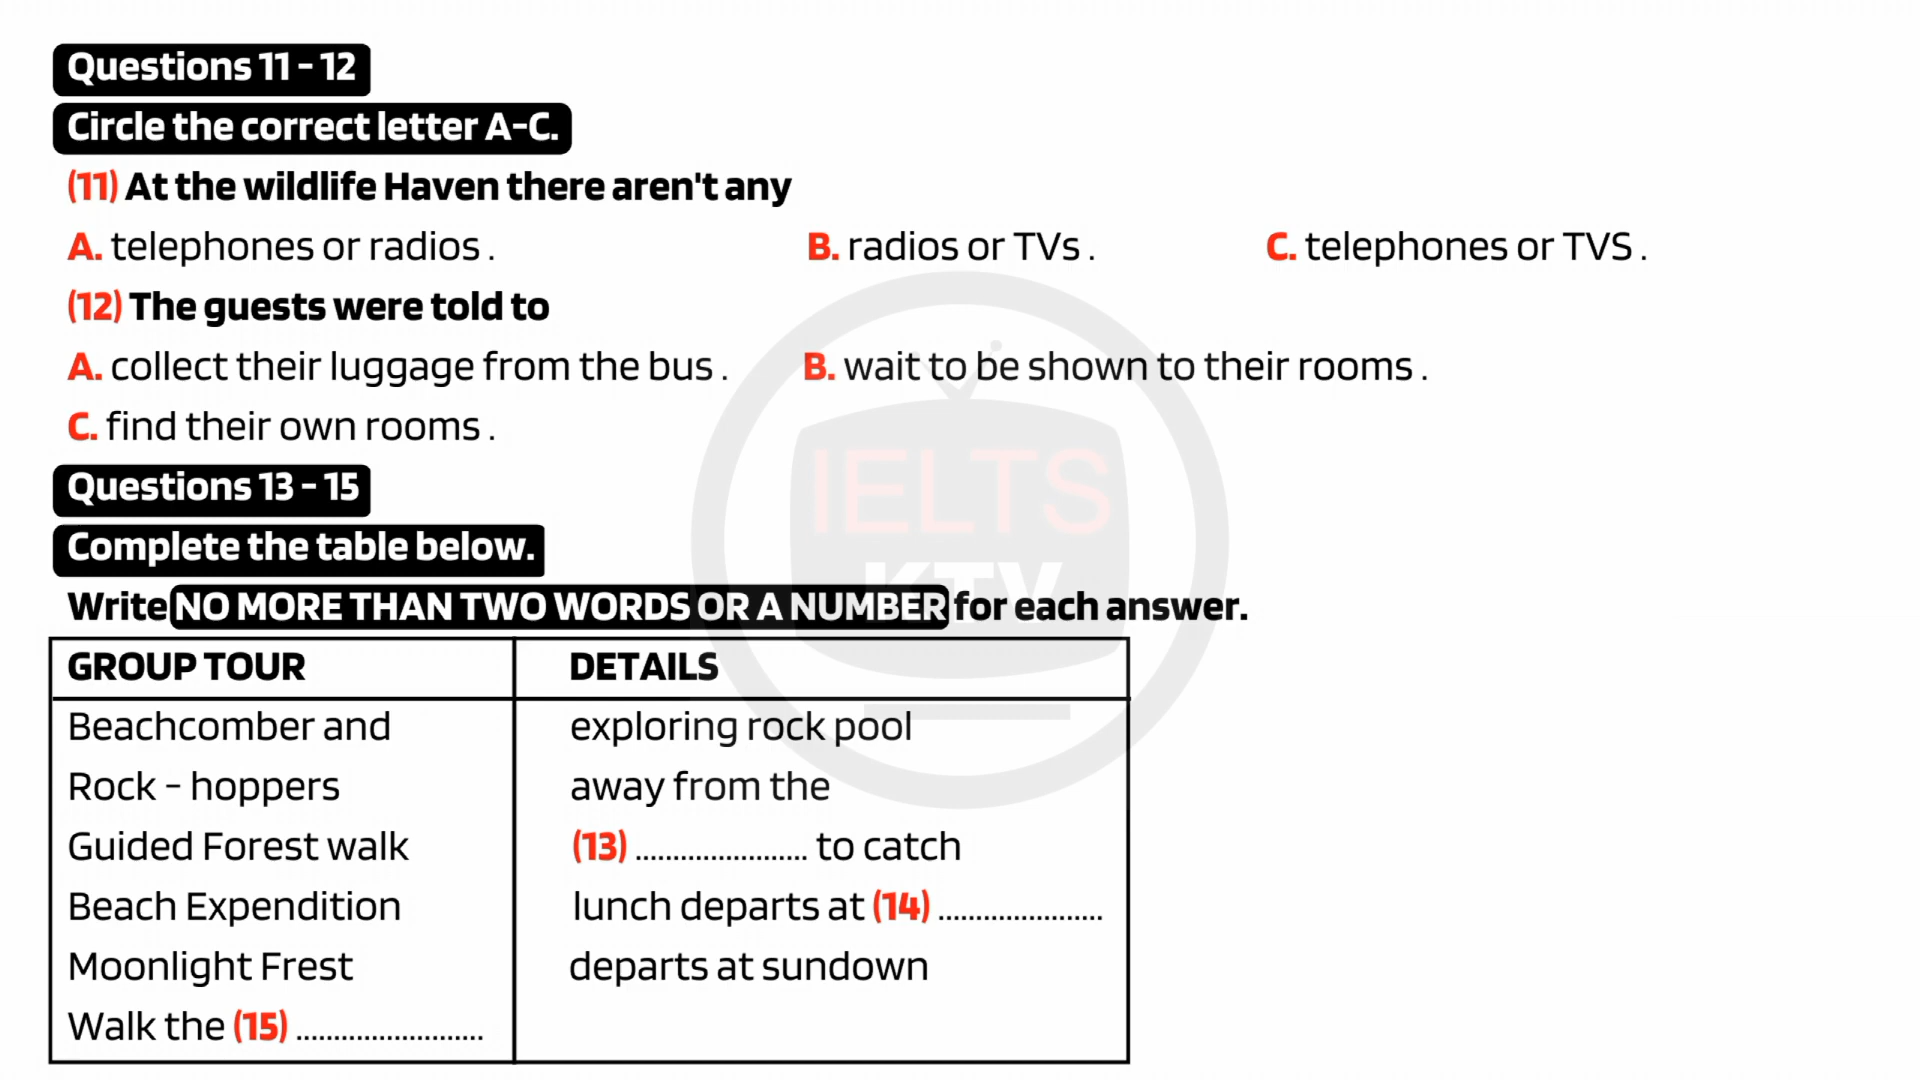 Questions 11 - 12
Circle the correct letter A-C.
(11) At the wildlife Haven there aren't any
A. telephones or radios . B. radios or TVs . C. telephones or TVS .
(12) The guests were told to
A. collect their luggage from the bus . B. wait to be shown to their rooms .
C. find their own rooms .
Questions 13 - 15
Complete the table below.
Write NO MORE THAN TWO WORDS OR A NUMBER for each answer.
GROUP TOUR DETAILS
Beachcomber and exploring rock pool
Rock - hoppers away from the
Guided Forest walk (13) ....................... to catch
Beach Expendition lunch departs at (14) ......................
Moonlight Frest departs at sundown
Walk the (15) .........................
IELTS
KTV